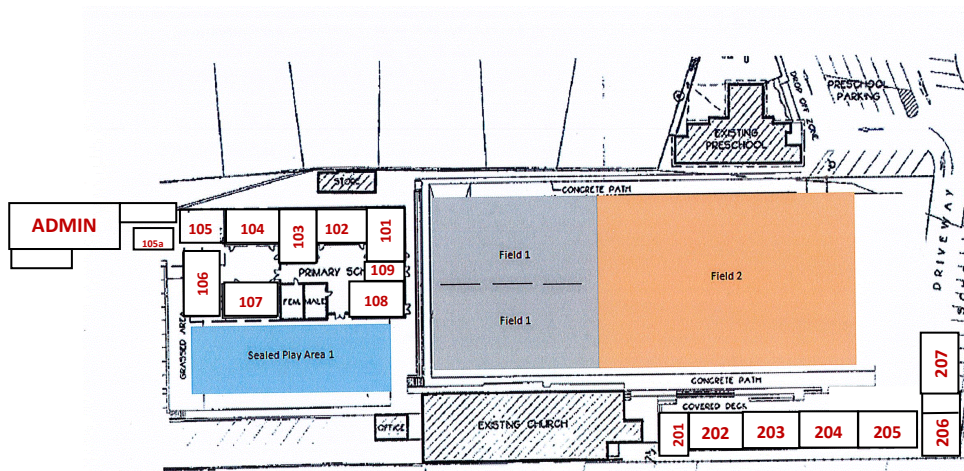 PRESCHOOL
PARKING
DROP OFF ZONE
EXISTING
PRESCHOOL
STORE
CONCRETE PATH
ADMIN
105
104
103
102
101
105a
109
PRIMARY SCH
106
107
FEM.
MALE
108
Field 1
Field 1
Field 2
DRIVEWAY
GRASSED AREA
Sealed Play Area 1
CONCRETE PATH
COVERED DECK
OFFICE
EXISTING CHURCH
201
202
203
204
205
206
207